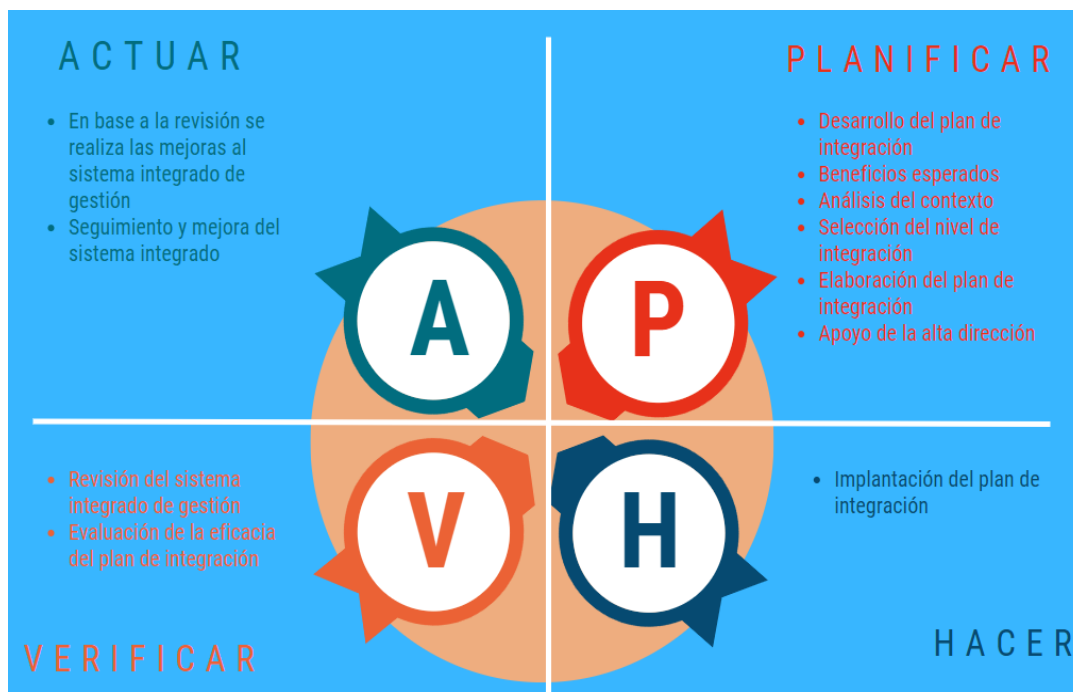 ACTUAR
• En base a la revisión se
realiza las mejoras al
sistema integrado de
gestión
• Seguimiento y mejora del
sistema integrado
PLANIFICAR
• Desarrollo del plan de
integración
• Beneficios esperados
• Análisis del contexto
• Selección del nivel de
integración
• Elaboración del plan de
integración
• Apoyo de la alta dirección
A
P
V
H
• Revisión del sistema
integrado de gestión
• Evaluación de la eficacia
del plan de integración
VERIFICAR
• Implantación del plan de
integración
HACER